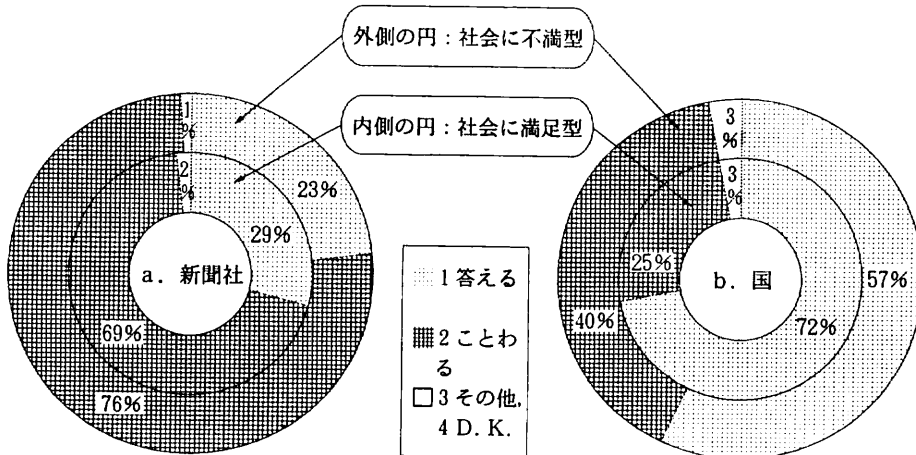 外側の円：社会に不満型
内側の円：社会に満足型
1%
2%
23%
29%
a．新聞社
69%
76%
1 答える
2 ことわる
3 その他，
4 D. K.
3%
3%
25%
b．国
57%
40%
72%